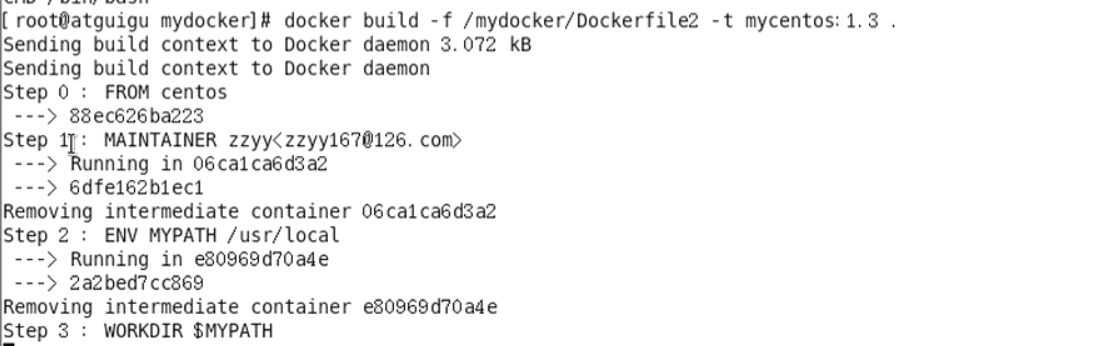 CMD /bin/bash
[root@atguigu mydocker]# docker build -f /mydocker/Dockerfile2 -t mycentos:1.3 .
Sending build context to Docker daemon 3.072 kB
Sending build context to Docker daemon
Step 0 : FROM centos
---> 88ec626ba223
Step 1 : MAINTAINER zzyy<zzyy167@126.com>
---> Running in 06ca1ca6d3a2
---> 6dfe162b1ec1
Removing intermediate container 06ca1ca6d3a2
Step 2 : ENV MYPATH /usr/local
---> Running in e80969d70a4e
---> 2a2bed7cc869
Removing intermediate container e80969d70a4e
Step 3 : WORKDIR $MYPATH